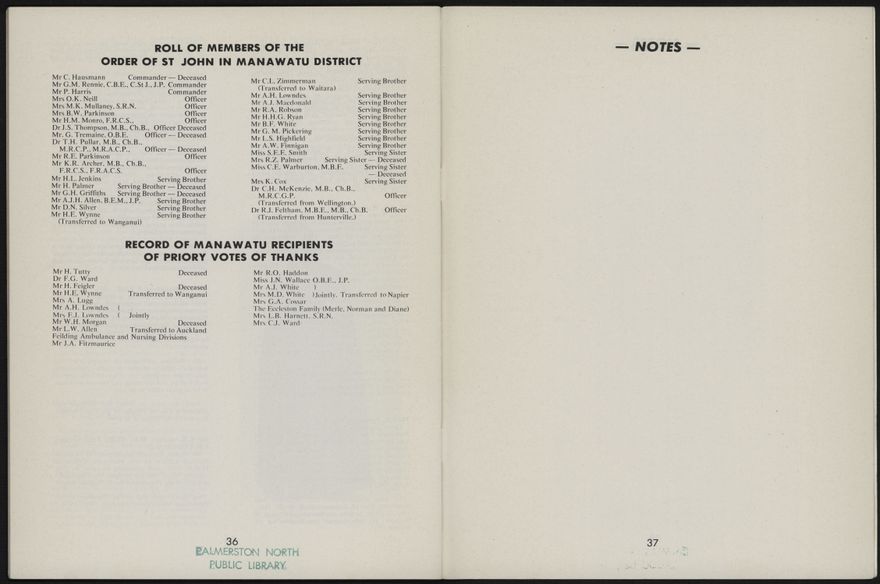 ROLL OF MEMBERS OF THE
ORDER OF ST JOHN IN MANAWATU DISTRICT
Mr C. Hausmann Commander — Deceased
Mr G.M. Rennie, C.B.E., C.St J., J.P. Commander
Mr P. Harris Commander
Mrs O.K. Neill Officer
Mrs M.K. Mullaney, S.R.N. Officer
Mrs B.W. Parkinson Officer
Mr H.M. Monro, F.R.C.S., Officer
Dr J.S. Thompson, M.B., Ch.B., Officer Deceased
Mr. G. Tremaine, O.B.E. Officer — Deceased
Dr T.H. Pullar, M.B., Ch.B.,
M.R.C.P., M.R.A.C.P., Officer — Deceased
Mr R.E. Parkinson Officer
Mr K.R. Archer, M.B., Ch.B.,
F.R.C.S., F.R.A.C.S. Officer
Mr H.L. Jenkins Serving Brother
Mr H. Palmer Serving Brother — Deceased
Mr G.H. Griffiths Serving Brother — Deceased
Mr A.J.H. Allen, B.E.M., J.P. Serving Brother
Mr D.N. Silver Serving Brother
Mr H.E. Wynne Serving Brother
(Transferred to Wanganui)
Mr C.L. Zimmerman Serving Brother
(Transferred to Waitara)
Mr A.H. Lowndes Serving Brother
Mr A.J. Macdonald Serving Brother
Mr R.A. Robson Serving Brother
Mr H.H.G. Ryan Serving Brother
Mr B.F. White Serving Brother
Mr G. M. Pickering Serving Brother
Mr L.S. Highfield Serving Brother
Mr A.W. Finnigan Serving Brother
Miss S.E.E. Smith Serving Sister
Mrs R.Z. Palmer Serving Sister — Deceased
Miss C.E. Warburton, M.B.E. Serving Sister
— Deceased
Mrs K. Cox Serving Sister
Dr C.H. McKenzie, M.B., Ch.B.,
M.R.C.G.P. Officer
(Transferred from Wellington.)
Dr R.J. Feltham, M.B.E., M.B., Ch.B. Officer
(Transferred from Hunterville.)
RECORD OF MANAWATU RECIPIENTS
OF PRIORY VOTES OF THANKS
Mr H. Tutty Deceased
Dr F.G. Ward
Mr H. Feigler Deceased
Mr H.E. Wynne Transferred to Wanganui
Mrs A. Lugg
Mr A.H. Lowndes (
Mrs E.J. Lowndes ( Jointly
Mr W.H. Morgan Deceased
Mr L.W. Allen Transferred to Auckland
Feilding Ambulance and Nursing Divisions
Mr J.A. Fitzmaurice
Mr R.O. Haddon
Miss J.N. Wallace O.B.E., J.P.
Mr A.J. White )
Mrs M.D. White )Jointly. Transferred to Napier
Mrs G.A. Cossar
The Eccleston Family (Merle, Norman and Diane)
Mrs L.B. Harnett, S.R.N.
Mrs C.J. Ward
36
PALMERSTON NORTH
PUBLIC LIBRARY.
— NOTES —
37